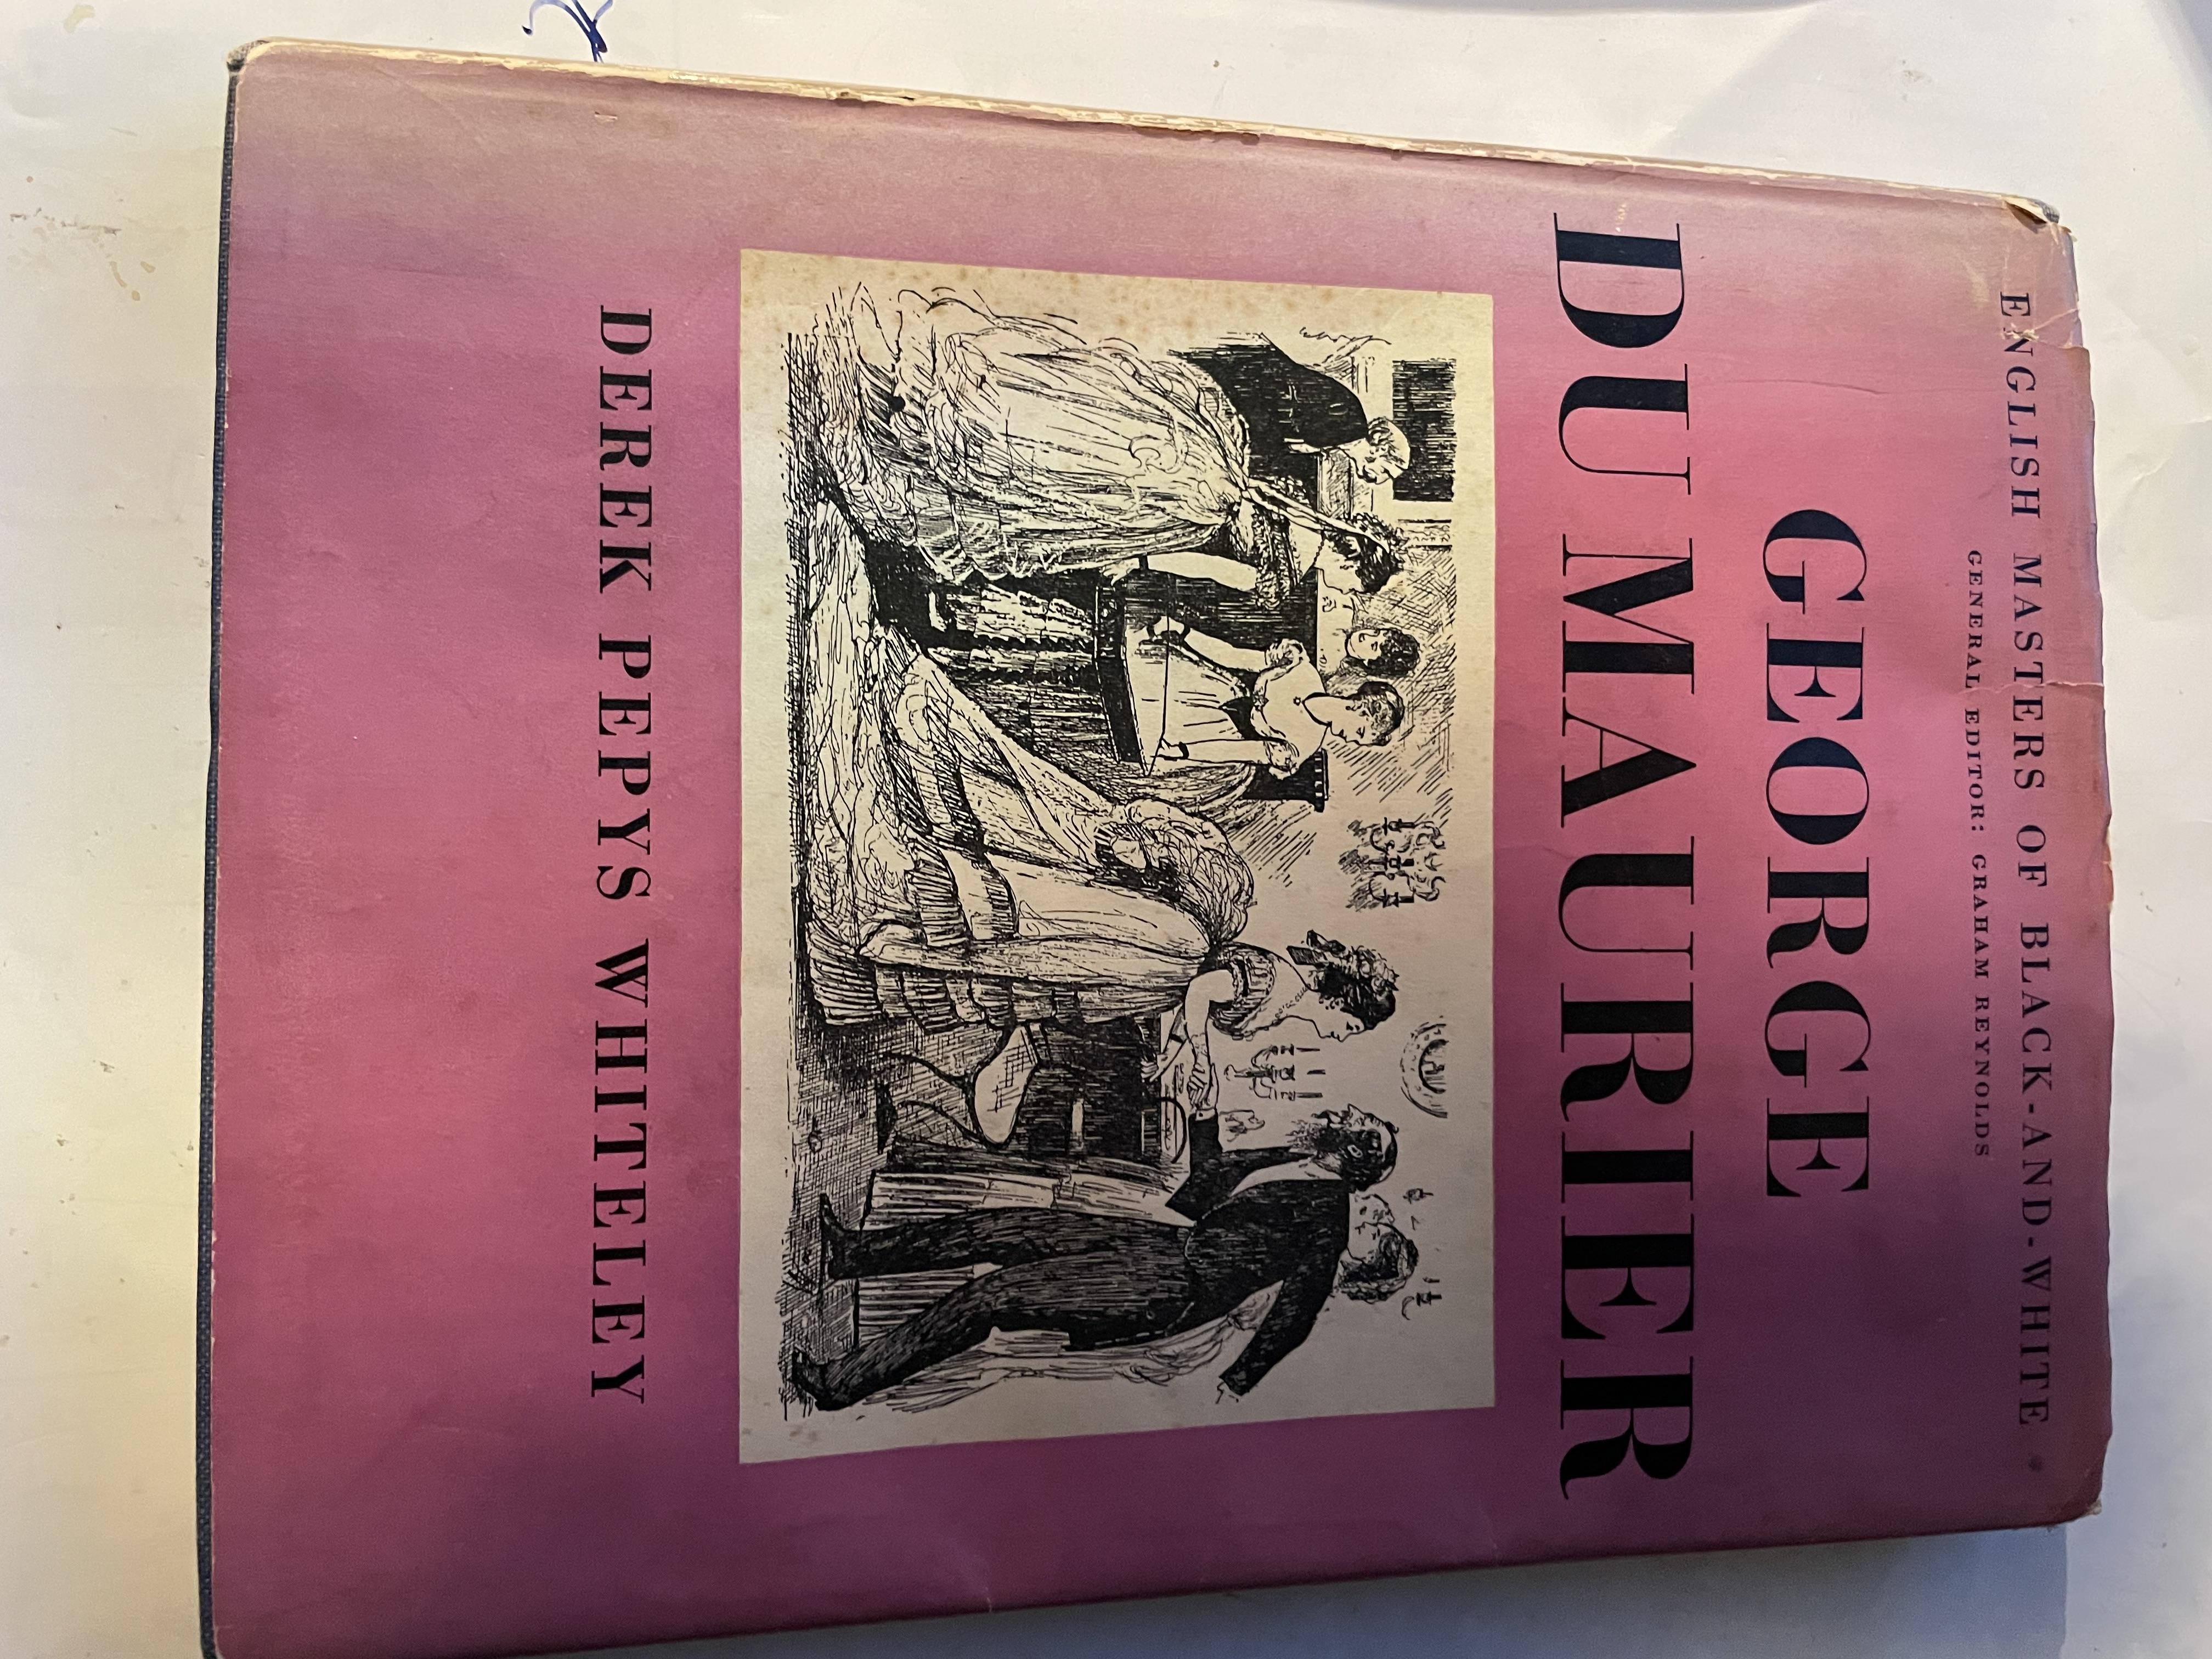 ENGLISH MASTERS OF BLACK-AND-WHITE
GENERAL EDITOR: GRAHAM REYNOLDS
GEORGE
DU MAURIER
DEREK PEPYS WHITELEY